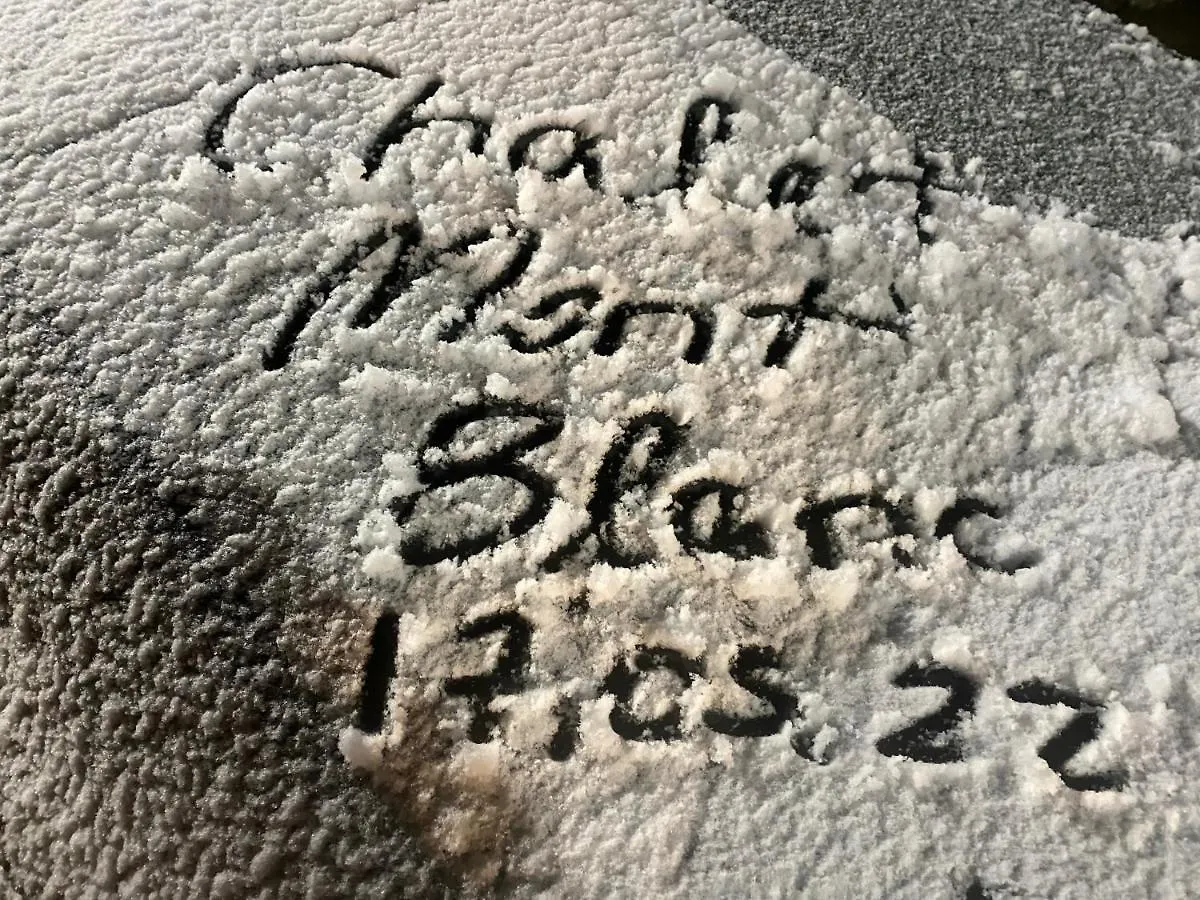 Chalet
Mont
Blanc
17.05.22